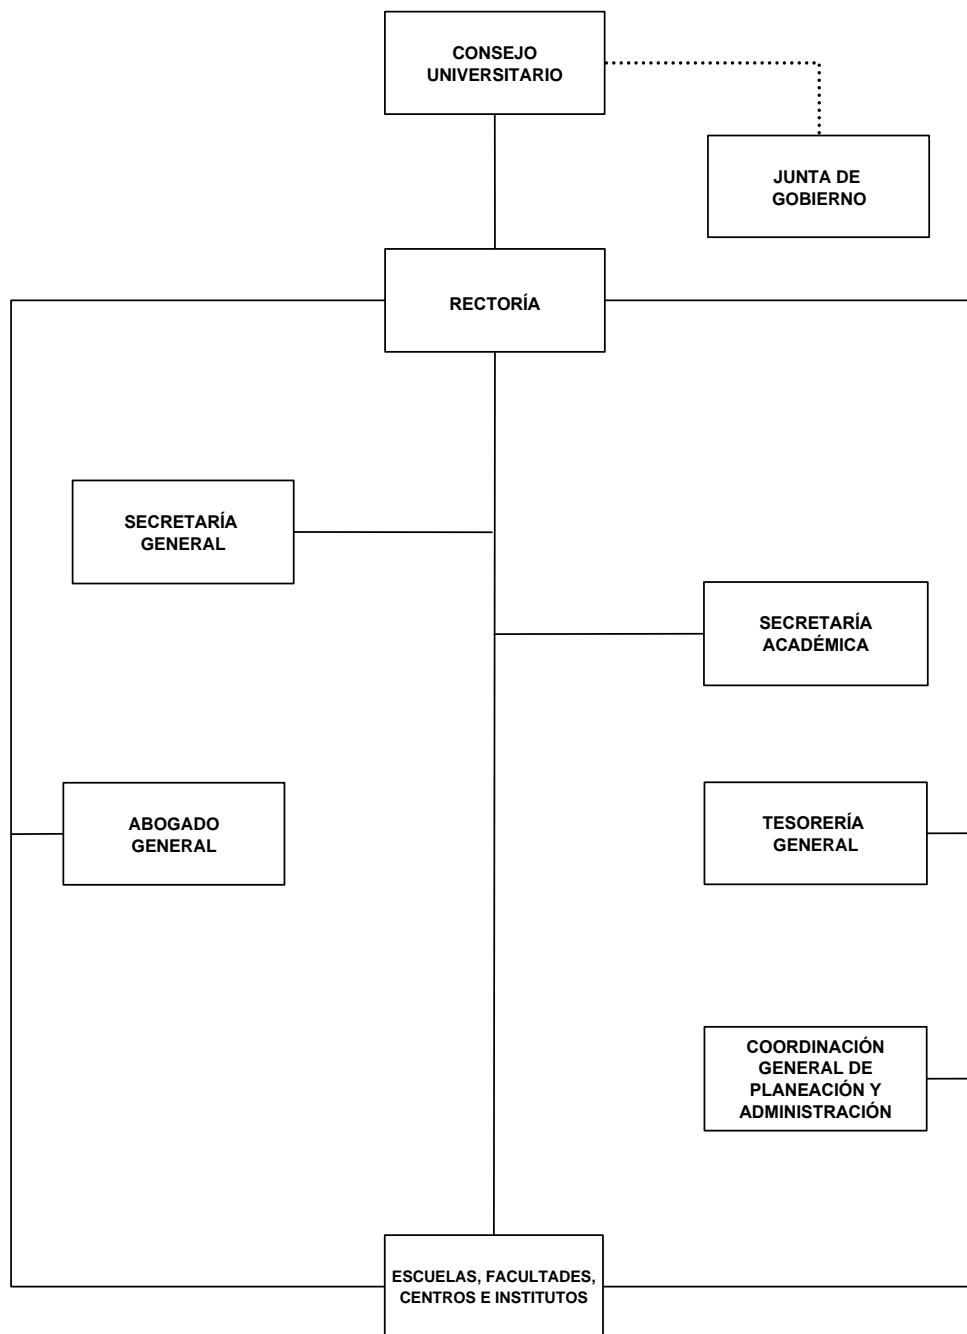 CONSEJO
UNIVERSITARIO
JUNTA DE
GOBIERNO
RECTORÍA
SECRETARÍA
GENERAL
SECRETARÍA
ACADÉMICA
ABOGADO
GENERAL
TESORERÍA
GENERAL
COORDINACIÓN
GENERAL DE
PLANEACIÓN Y
ADMINISTRACIÓN
ESCUELAS, FACULTADES,
CENTROS E INSTITUTOS